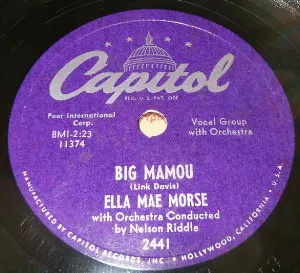 Capitol
REG. U.S. PAT. OFF.
Peer International
Corp.
BMI-2:23
11374
Vocal Group
with Orchestra
BIG MAMOU
(Link Davis)
ELLA MAE MORSE
with Orchestra Conducted
by Nelson Riddle
2441
MANUFACTURED BY CAPITOL RECORDS, INC. HOLLYWOOD, CALIFORNIA, U.S.A.